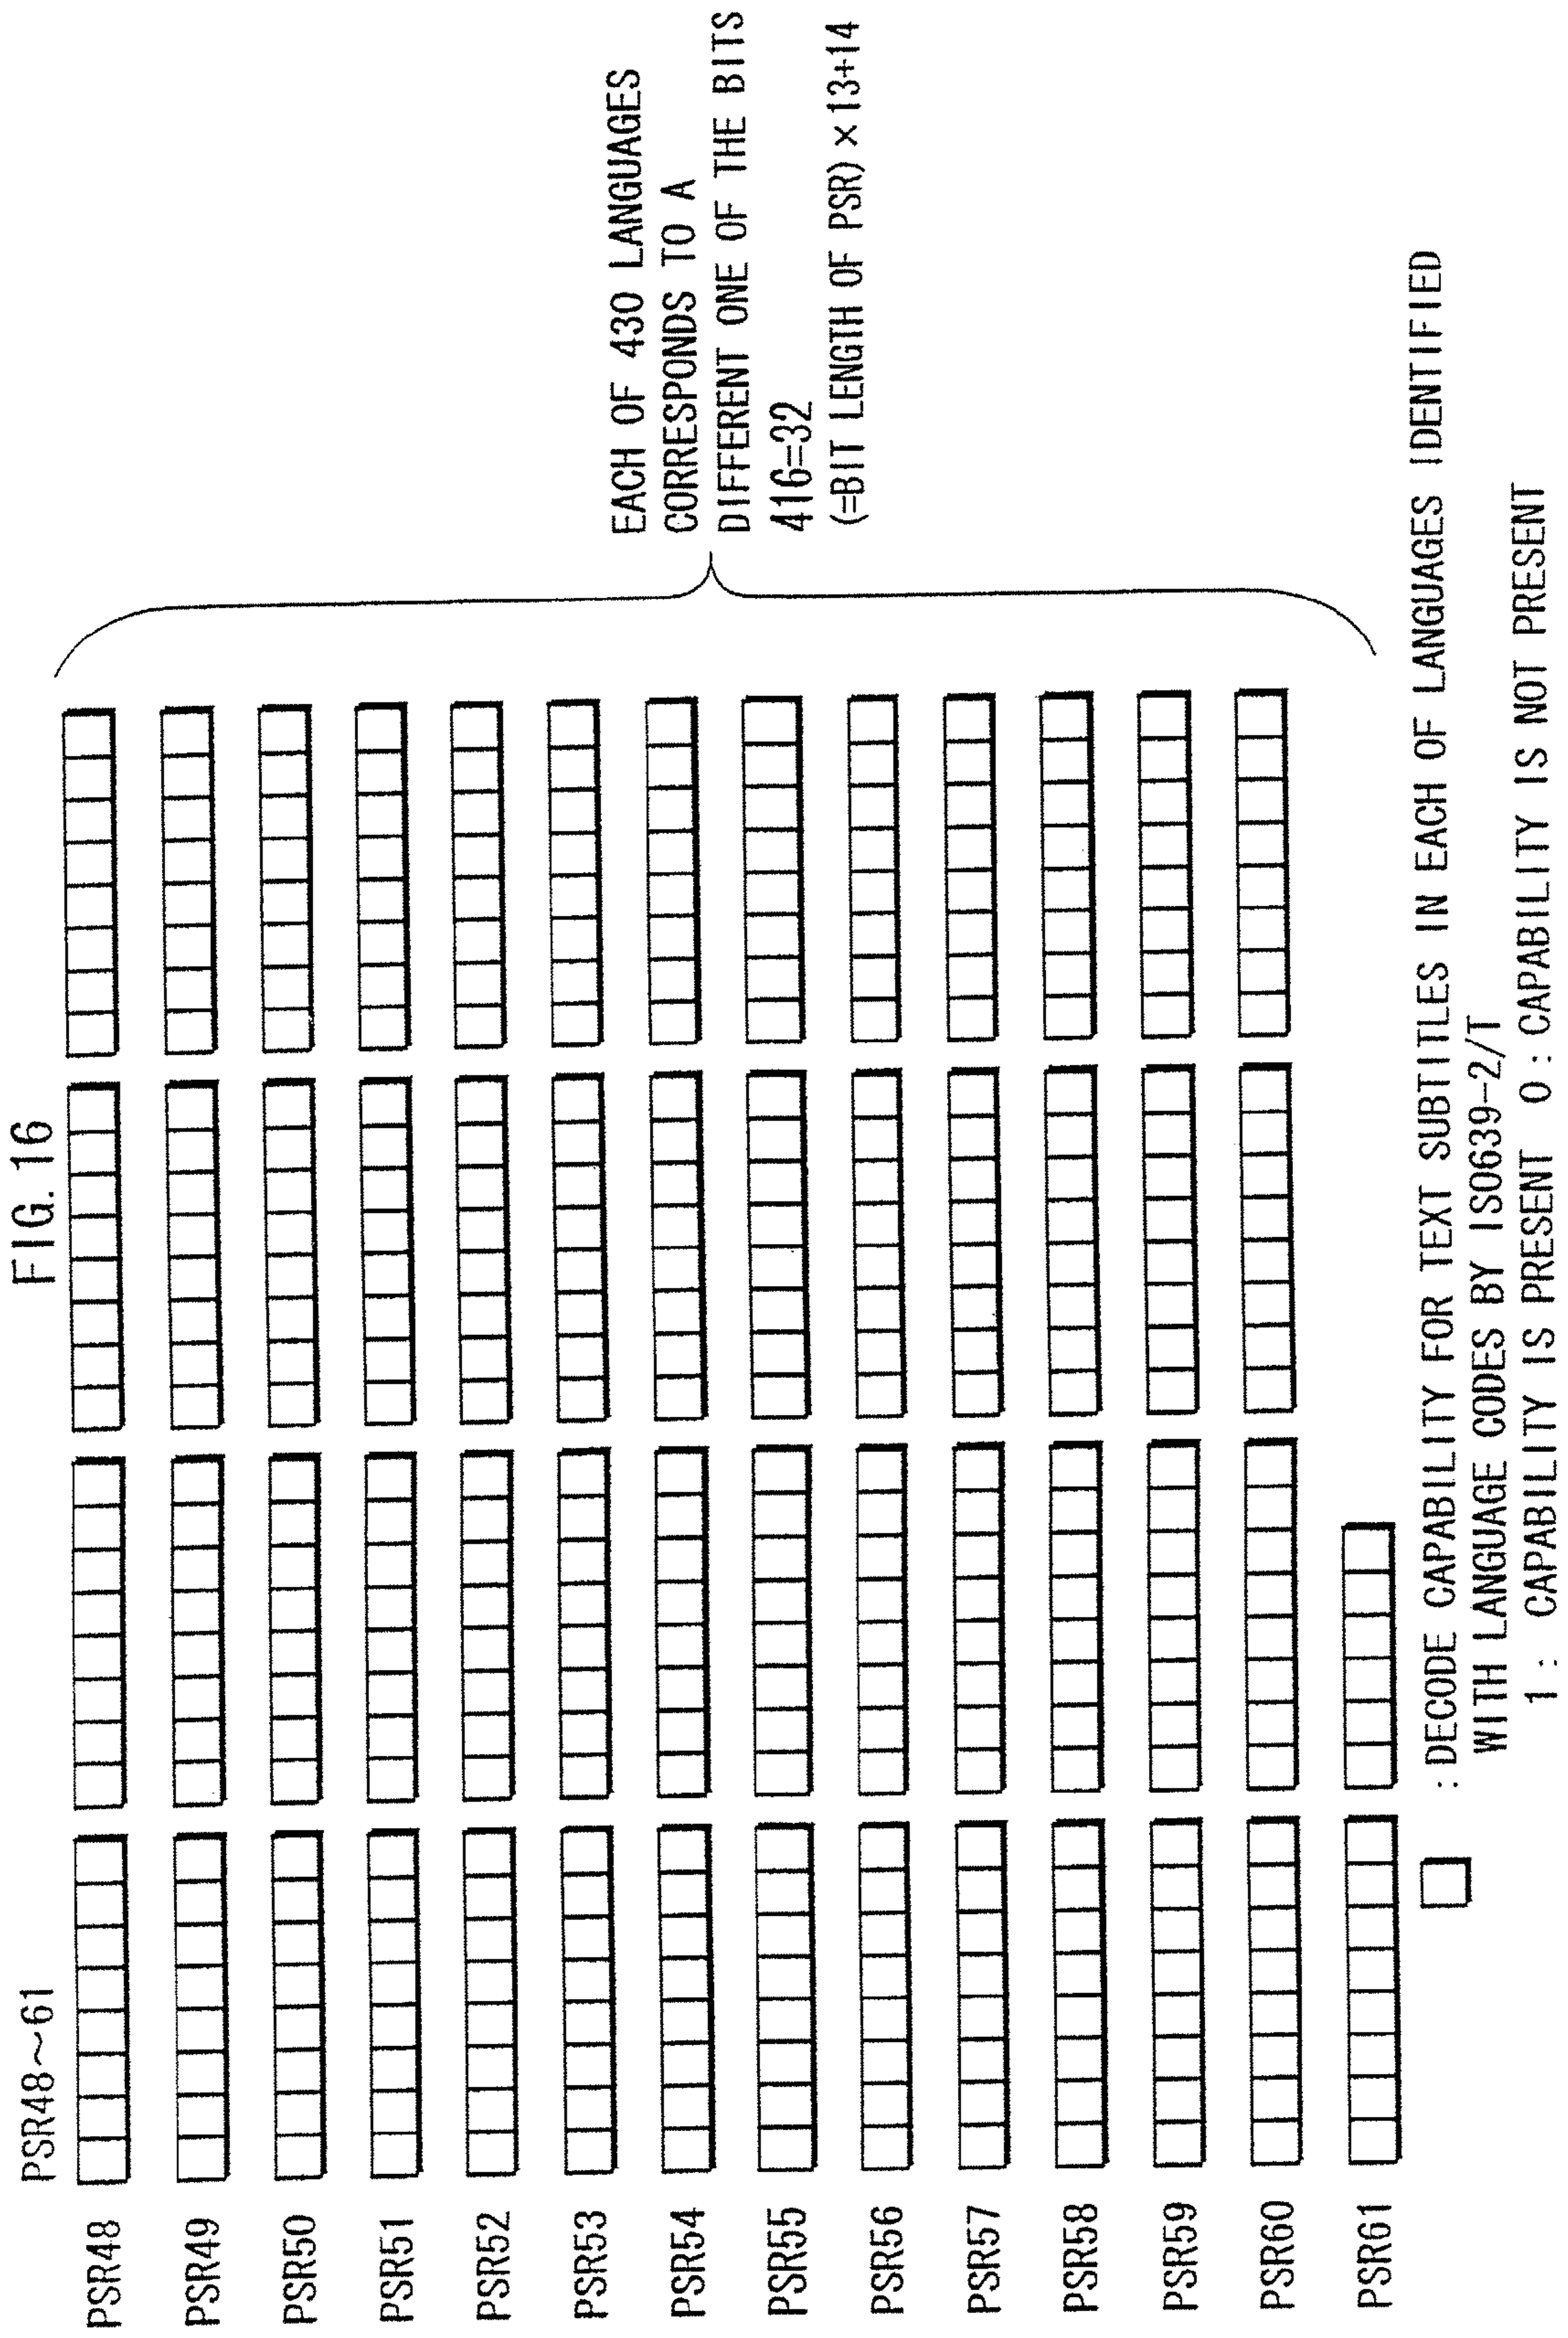 FIG. 16
PSR48~61
PSR48
PSR49
PSR50
PSR51
PSR52
PSR53
PSR54
PSR55
PSR56
PSR57
PSR58
PSR59
PSR60
PSR61
EACH OF 430 LANGUAGES
CORRESPONDS TO A
DIFFERENT ONE OF THE BITS
416=32
(=BIT LENGTH OF PSR) × 13+14
: DECODE CAPABILITY FOR TEXT SUBTITLES IN EACH OF LANGUAGES IDENTIFIED
WITH LANGUAGE CODES BY ISO639-2/T
1 : CAPABILITY IS PRESENT 0 : CAPABILITY IS NOT PRESENT